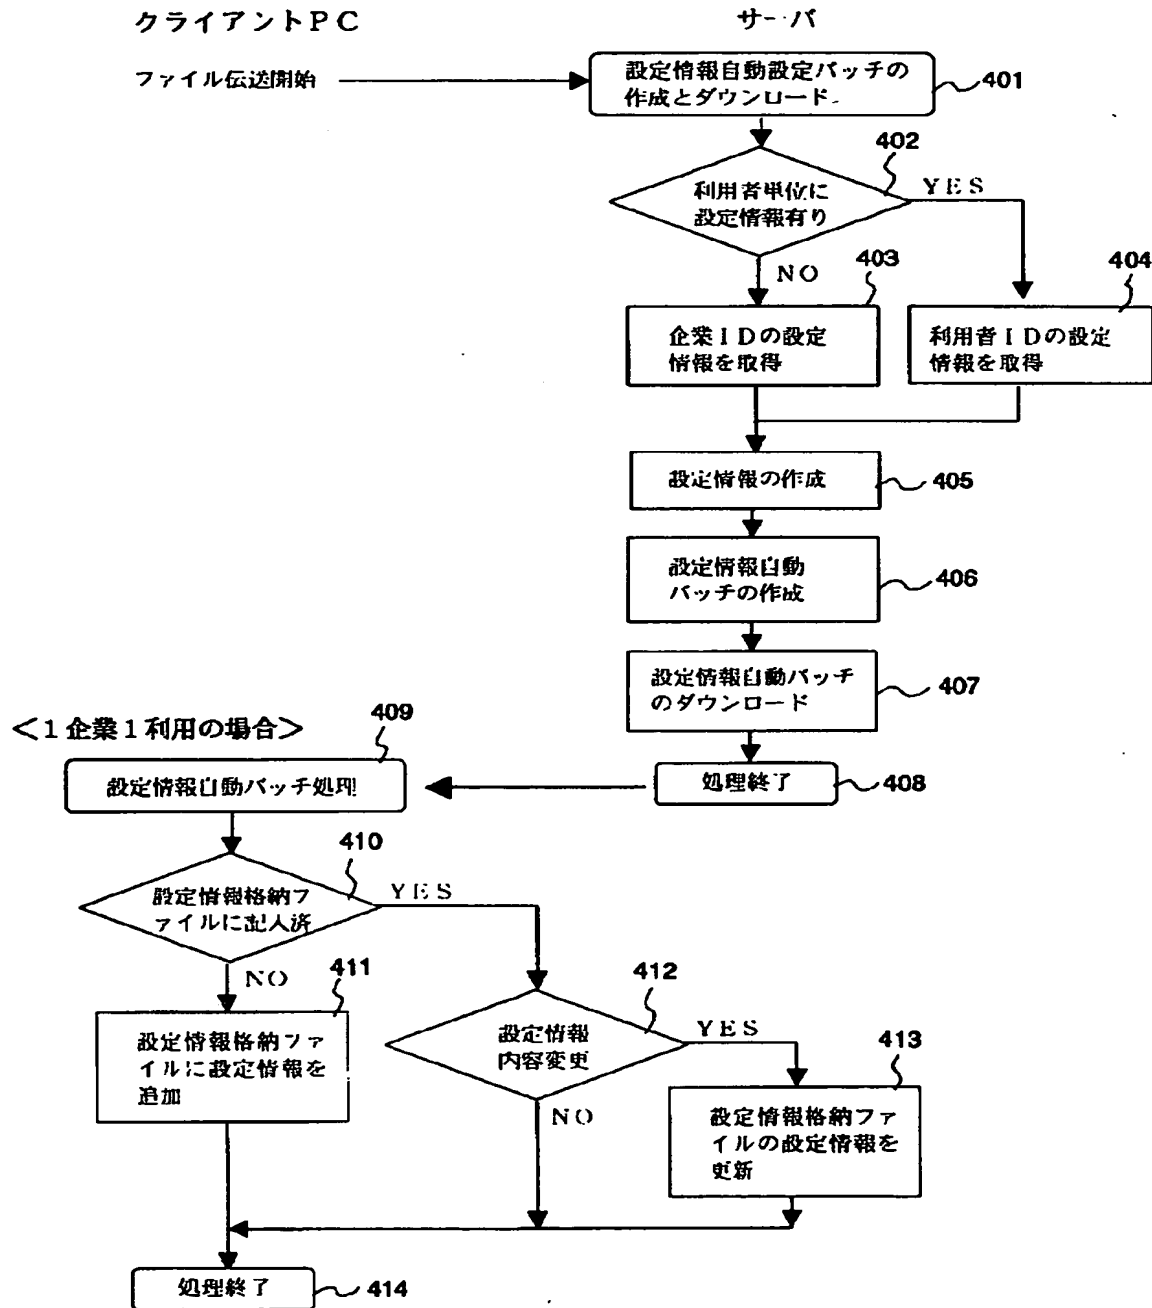 クライアントPC
サーバ
ファイル伝送開始
設定情報自動設定バッチの
作成とダウンロード
401
402
利用者単位に
設定情報有り
YES
NO
403
404
企業IDの設定
情報を取得
利用者IDの設定
情報を取得
設定情報の作成
405
設定情報自動
バッチの作成
406
設定情報自動バッチ
のダウンロード
407
<1企業1利用の場合>
409
設定情報自動バッチ処理
処理終了
408
410
設定情報格納フ
ァイルに記入済
YES
NO
411
412
設定情報格納ファ
イルに設定情報を
追加
設定情報
内容変更
YES
NO
413
設定情報格納ファ
イルの設定情報を
更新
処理終了
414